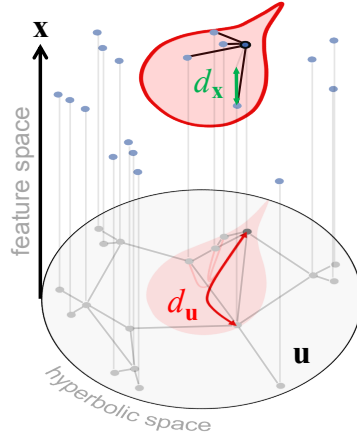 x
d_x
feature space
d_u
u
hyperbolic space